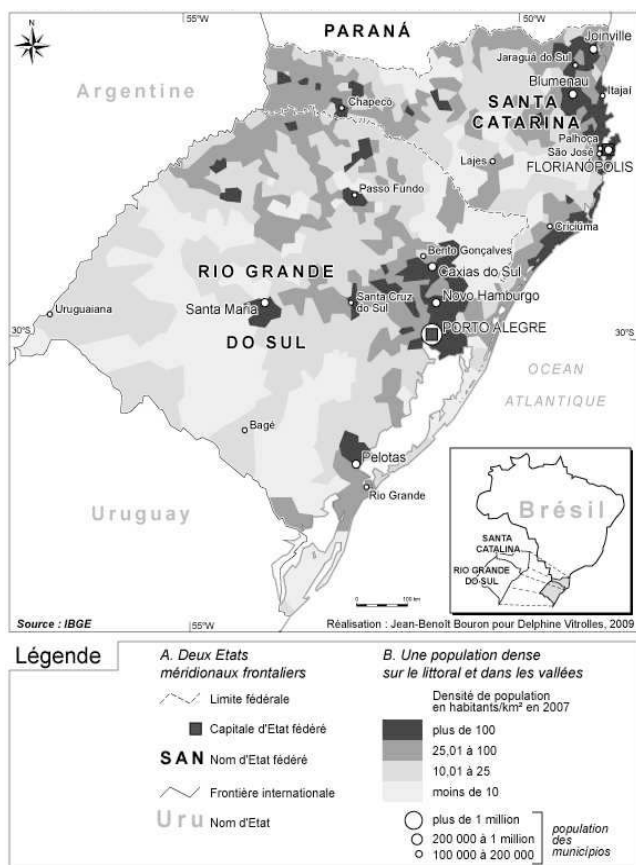 55°W
50°W
N
PARANÁ
Joinville
Jaraguá do Sul
Blumenau
Itajaí
Argentine
Chapecó
SANTA
CATARINA
Palhoça
São José
FLORIANÓPOLIS
Lajes
Passo Fundo
Criciúma
Bento Gonçalves
RIO GRANDE
Caxias do Sul
Uruguaiana
Santa Maria
Santa Cruz
do Sul
Novo Hamburgo
30°S
DO SUL
PORTO ALEGRE
30°S
OCEAN
ATLANTIQUE
Bagé
Pelotas
Rio Grande
Uruguay
Brésil
SANTA
CATALINA
RIO GRANDE
DO SUL
0
100 km
Source : IBGE
55°W
50°W
Réalisation : Jean-Benoît Bouron pour Delphine Vitrolles, 2009
Légende
A. Deux Etats
méridionaux frontaliers
Limite fédérale
Capitale d'Etat fédéré
SAN Nom d'Etat fédéré
Frontière internationale
Uru Nom d'Etat
B. Une population dense
sur le littoral et dans les vallées
Densité de population
en habitants/km² en 2007
plus de 100
25,01 à 100
10,01 à 25
moins de 10
plus de 1 million
200 000 à 1 million
100 000 à 200 000
population
des
municípios